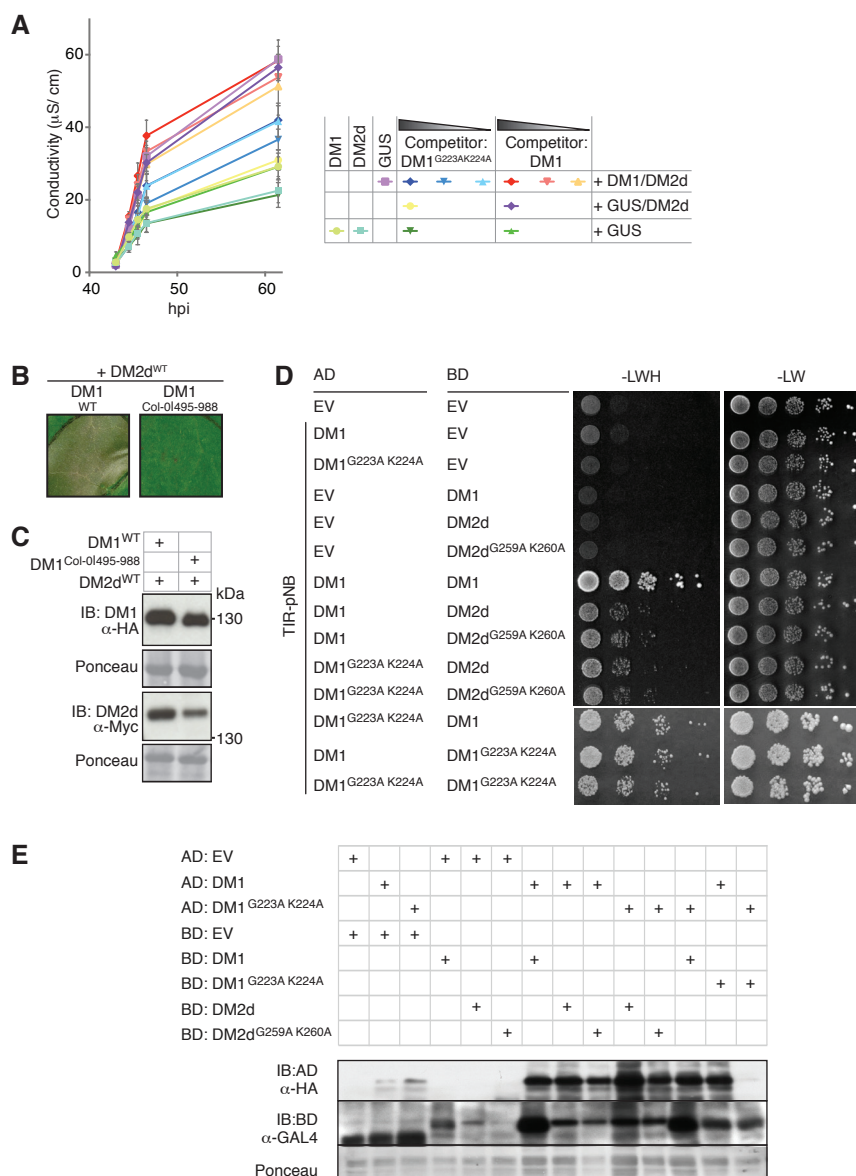 A
Conductivity (μS/ cm)
60
40
20
0
40
50
60
hpi
DM1
DM2d
GUS
Competitor:
DM1G223AK224A
Competitor:
DM1
+ DM1/DM2d
+ GUS/DM2d
+ GUS
B
+ DM2dWT
DM1
WT
DM1
Col-0l495-988
C
DM1WT +
DM1Col-0l495-988 +
DM2dWT + +
kDa
IB: DM1
α-HA
130
Ponceau
IB: DM2d
α-Myc
130
Ponceau
D
AD BD -LWH -LW
TIR-pNB
EV EV
DM1 EV
DM1G223A K224A EV
EV DM1
EV DM2d
EV DM2dG259A K260A
DM1 DM1
DM1 DM2d
DM1 DM2dG259A K260A
DM1G223A K224A DM2d
DM1G223A K224A DM2dG259A K260A
DM1G223A K224A DM1
DM1 DM1G223A K224A
DM1G223A K224A DM1G223A K224A
E
AD: EV + + + +
AD: DM1 + + + + +
AD: DM1G223A K224A + + + + +
BD: EV + + +
BD: DM1 + + +
BD: DM1G223A K224A + +
BD: DM2d + + +
BD: DM2dG259A K260A + + +
IB:AD
α-HA
IB:BD
α-GAL4
Ponceau